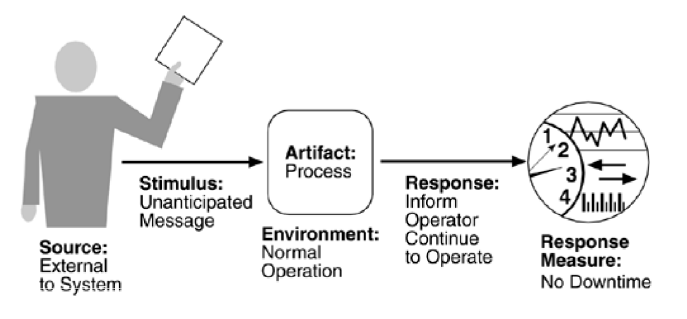 Source:
External
to System
Stimulus:
Unanticipated
Message
Artifact:
Process
Environment:
Normal
Operation
Response:
Inform
Operator
Continue
to Operate
1
2
3
4
Response
Measure:
No Downtime